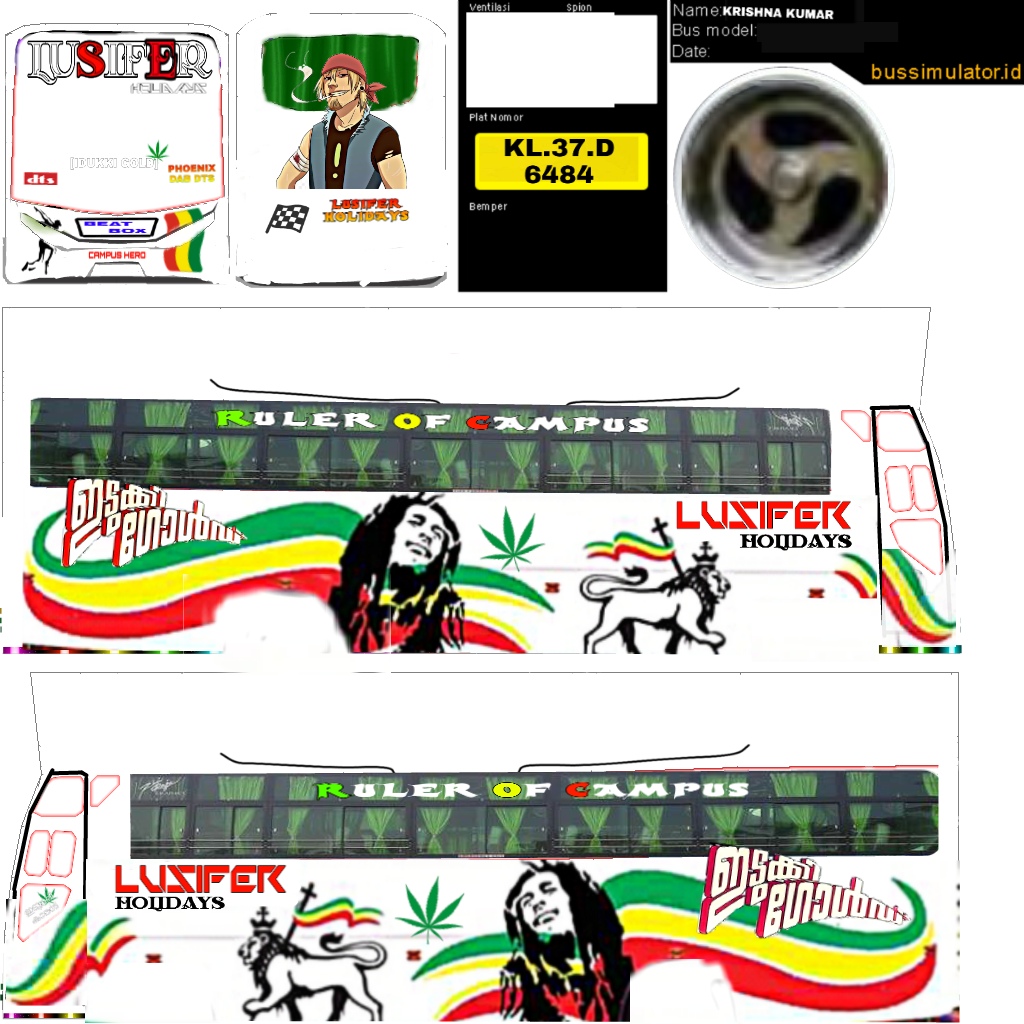 LUSIFER
HOLIDAYS
[IDUKKI GOLD]
dts
PHOENIX
DAB DTS
BEAT
BOX
CAMPUS HERO
LUSIFER
HOLIDAYS
Ventilasi Spion
Plat Nomor
KL.37.D
6484
Bemper
Name:KRISHNA KUMAR
Bus model:
Date:
bussimulator.id
RULER OF CAMPUS
ഇടുക്കി
ഗോൾഡ്
LUSIFER
HOLIDAYS
RULER OF CAMPUS
LUSIFER
HOLIDAYS
ഇടുക്കി
ഗോൾഡ്